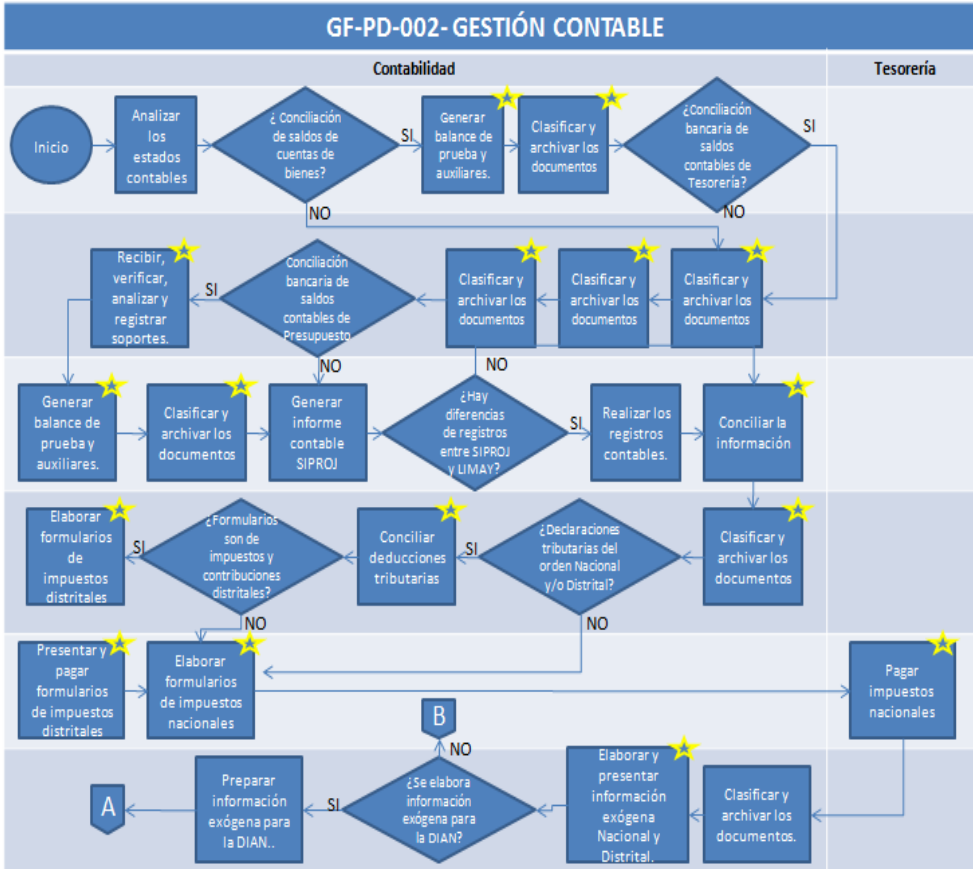 GF-PD-002- GESTIÓN CONTABLE
Contabilidad
Tesorería
Inicio
Analizar
los
estados
contables
¿ Conciliación
de saldos de
cuentas de
bienes?
SI
NO
Generar
balance de
prueba y
auxiliares.
Clasificar y
archivar los
documentos
¿Conciliación
bancaria de
saldos
contables de
Tesorería?
SI
NO
Recibir,
verificar,
analizar y
registrar
soportes.
SI
Conciliación
bancaria de
saldos
contables de
Presupuesto
NO
Clasificar y
archivar los
documentos
Clasificar y
archivar los
documentos
Clasificar y
archivar los
documentos
Generar
balance de
prueba y
auxiliares.
Clasificar y
archivar los
documentos
Generar
informe
contable
SIPROJ
NO
¿Hay
diferencias
de registros
entre SIPROJ
y LIMAY?
SI
Realizar los
registros
contables.
Conciliar la
información
Elaborar
formularios
de
impuestos
distritales
SI
¿Formularios
son de
impuestos y
contribuciones
distritales?
NO
Conciliar
deducciones
tributarias
SI
¿Declaraciones
tributarias del
orden Nacional
y/o Distrital?
NO
Clasificar y
archivar los
documentos
Presentar y
pagar
formularios
de impuestos
distritales
Elaborar
formularios
de impuestos
nacionales
Pagar
impuestos
nacionales
B
NO
A
Preparar
información
exógena para
la DIAN..
SI
¿Se elabora
información
exógena para
la DIAN?
Elaborar y
presentar
información
exógena
Nacional y
Distrital.
Clasificar y
archivar los
documentos.